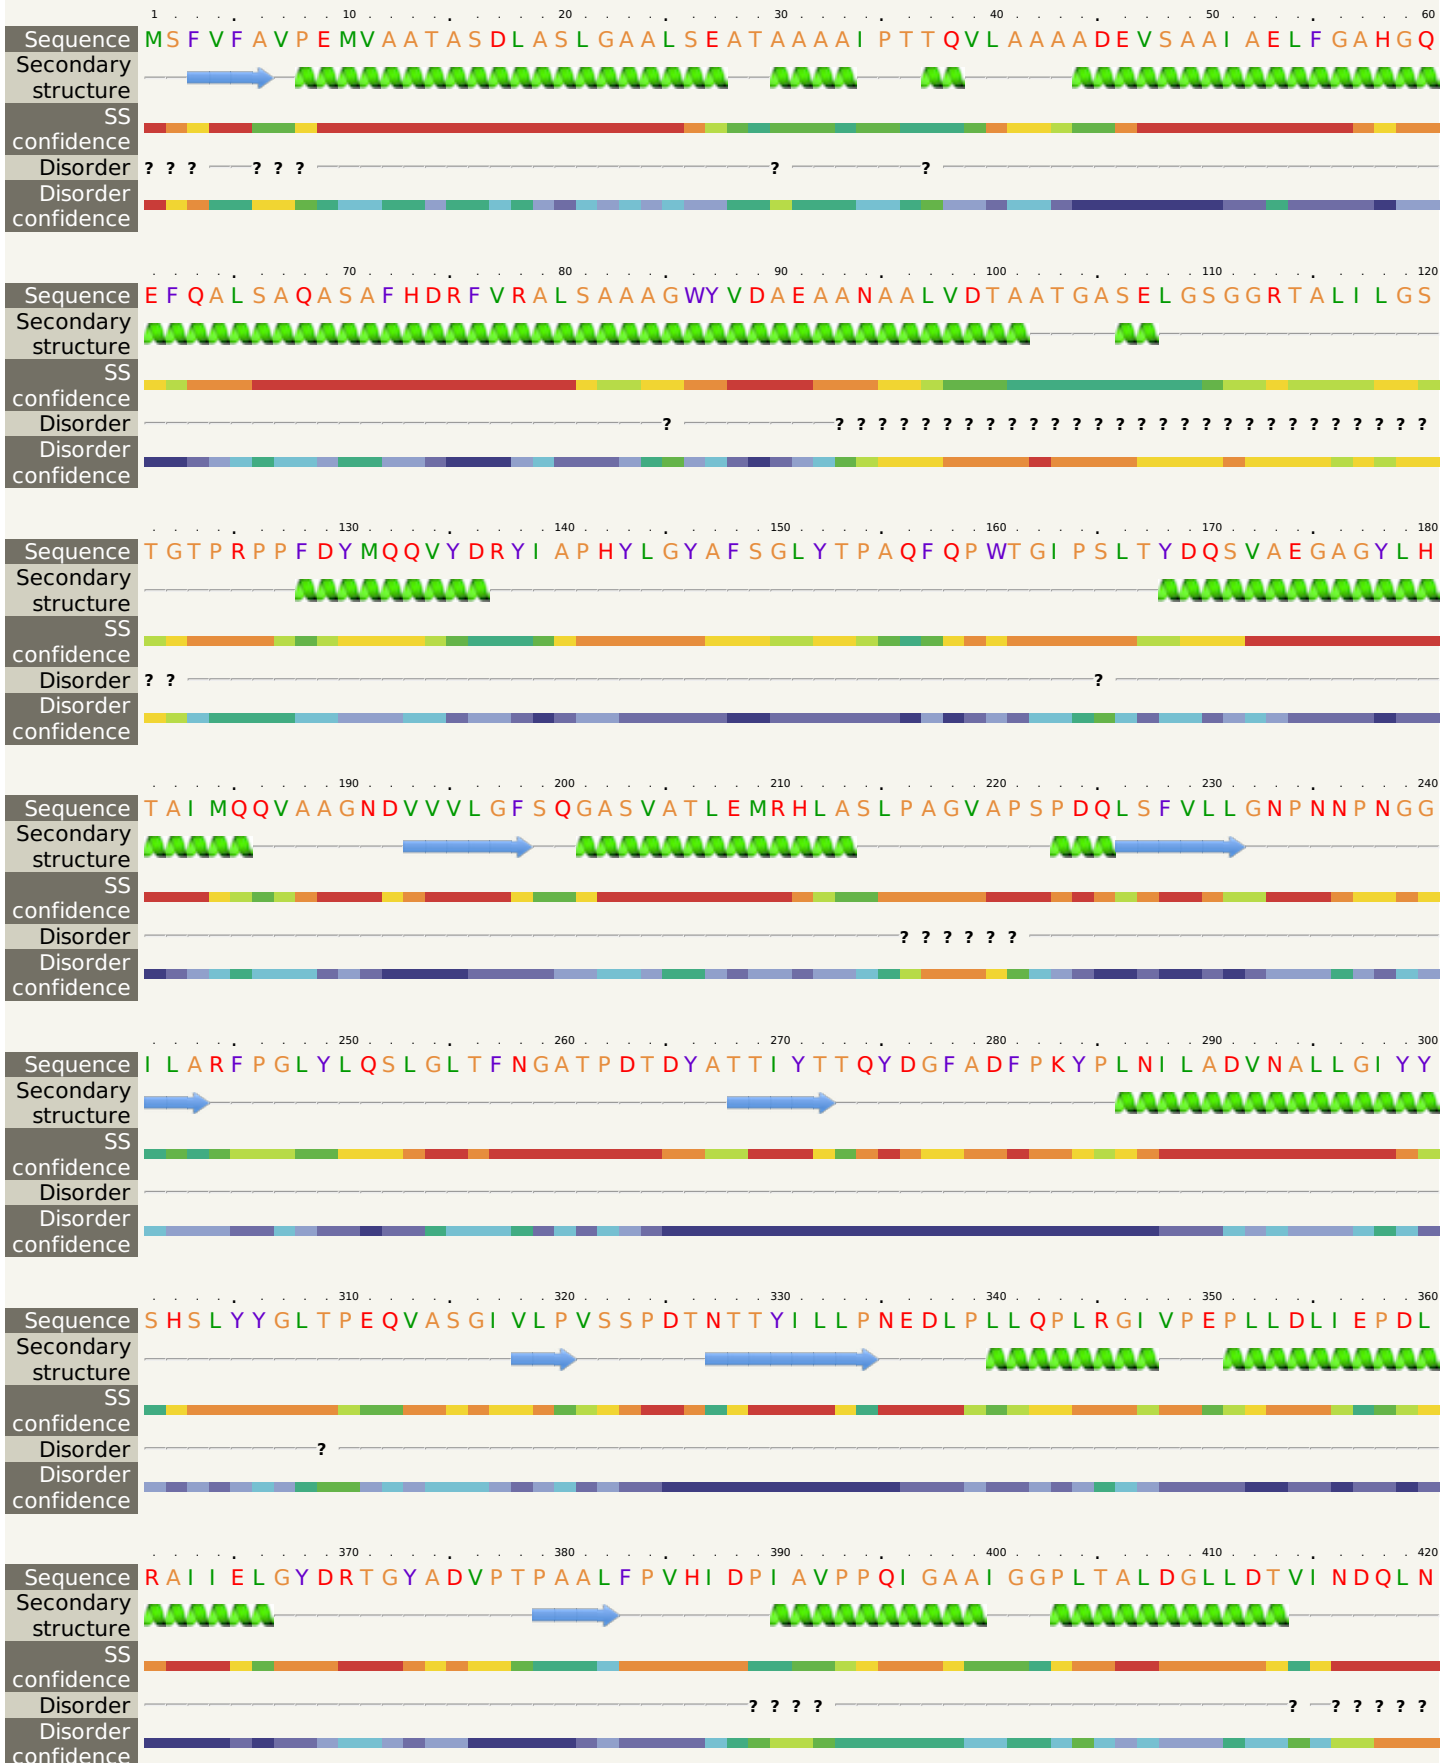 1 10 20 30 40 50 60
Sequence M S F V F A V P E M V A A T A S D L A S L G A A L S E A T A A A A I P T T Q V L A A A A D E V S A A I A E L F G A H G Q
Secondary
structure
SS
confidence
Disorder ? ? ? ? ? ? ? ?
Disorder
confidence
70 80 90 100 110 120
Sequence E F Q A L S A Q A S A F H D R F V R A L S A A A G W Y V D A E A A N A A L V D T A A T G A S E L G S G G R T A L I L G S
Secondary
structure
SS
confidence
Disorder ? ? ? ? ? ? ? ? ? ? ? ? ? ? ? ? ? ? ? ? ? ? ? ? ? ? ? ? ?
Disorder
confidence
130 140 150 160 170 180
Sequence T G T P R P P F D Y M Q Q V Y D R Y I A P H Y L G Y A F S G L Y T P A Q F Q P W T G I P S L T Y D Q S V A E G A G Y L H
Secondary
structure
SS
confidence
Disorder ? ? ?
Disorder
confidence
190 200 210 220 230 240
Sequence T A I M Q Q V A A G N D V V V L G F S Q G A S V A T L E M R H L A S L P A G V A P S P D Q L S F V L L G N P N N P N G G
Secondary
structure
SS
confidence
Disorder ? ? ? ? ? ?
Disorder
confidence
250 260 270 280 290 300
Sequence I L A R F P G L Y L Q S L G L T F N G A T P D T D Y A T T I Y T T Q Y D G F A D F P K Y P L N I L A D V N A L L G I Y Y
Secondary
structure
SS
confidence
Disorder
Disorder
confidence
310 320 330 340 350 360
Sequence S H S L Y Y G L T P E Q V A S G I V L P V S S P D T N T T Y I L L P N E D L P L L Q P L R G I V P E P L L D L I E P D L
Secondary
structure
SS
confidence
Disorder ?
Disorder
confidence
370 380 390 400 410 420
Sequence R A I I E L G Y D R T G Y A D V P T P A A L F P V H I D P I A V P P Q I G A A I G G P L T A L D G L L D T V I N D Q L N
Secondary
structure
SS
confidence
Disorder ? ? ? ? ? ? ? ? ? ?
Disorder
confidence